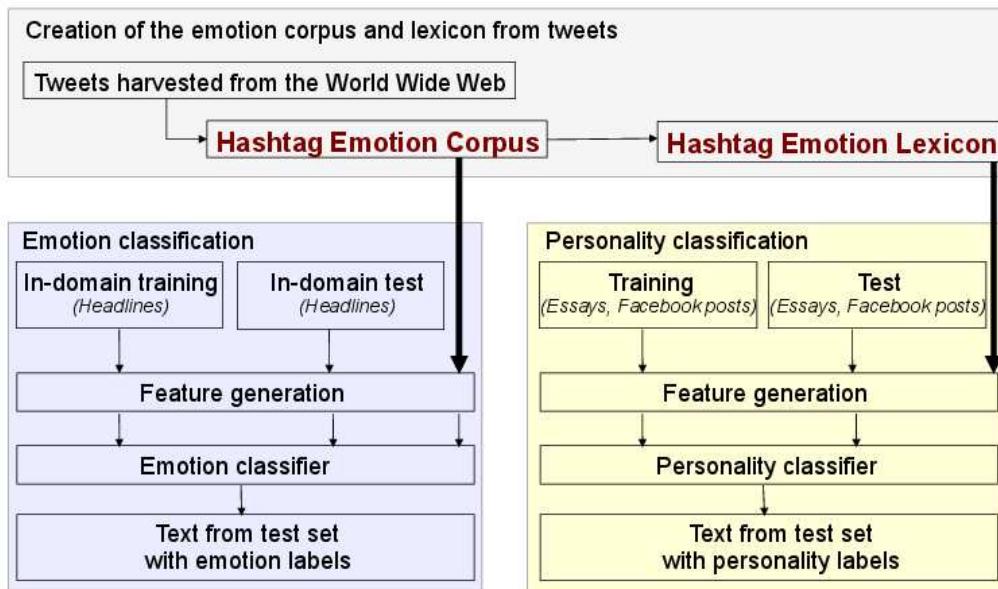 Creation of the emotion corpus and lexicon from tweets
Tweets harvested from the World Wide Web
Hashtag Emotion Corpus
Hashtag Emotion Lexicon
Emotion classification
In-domain training
(Headlines)
In-domain test
(Headlines)
Feature generation
Emotion classifier
Text from test set
with emotion labels
Personality classification
Training
(Essays, Facebook posts)
Test
(Essays, Facebook posts)
Feature generation
Personality classifier
Text from test set
with personality labels